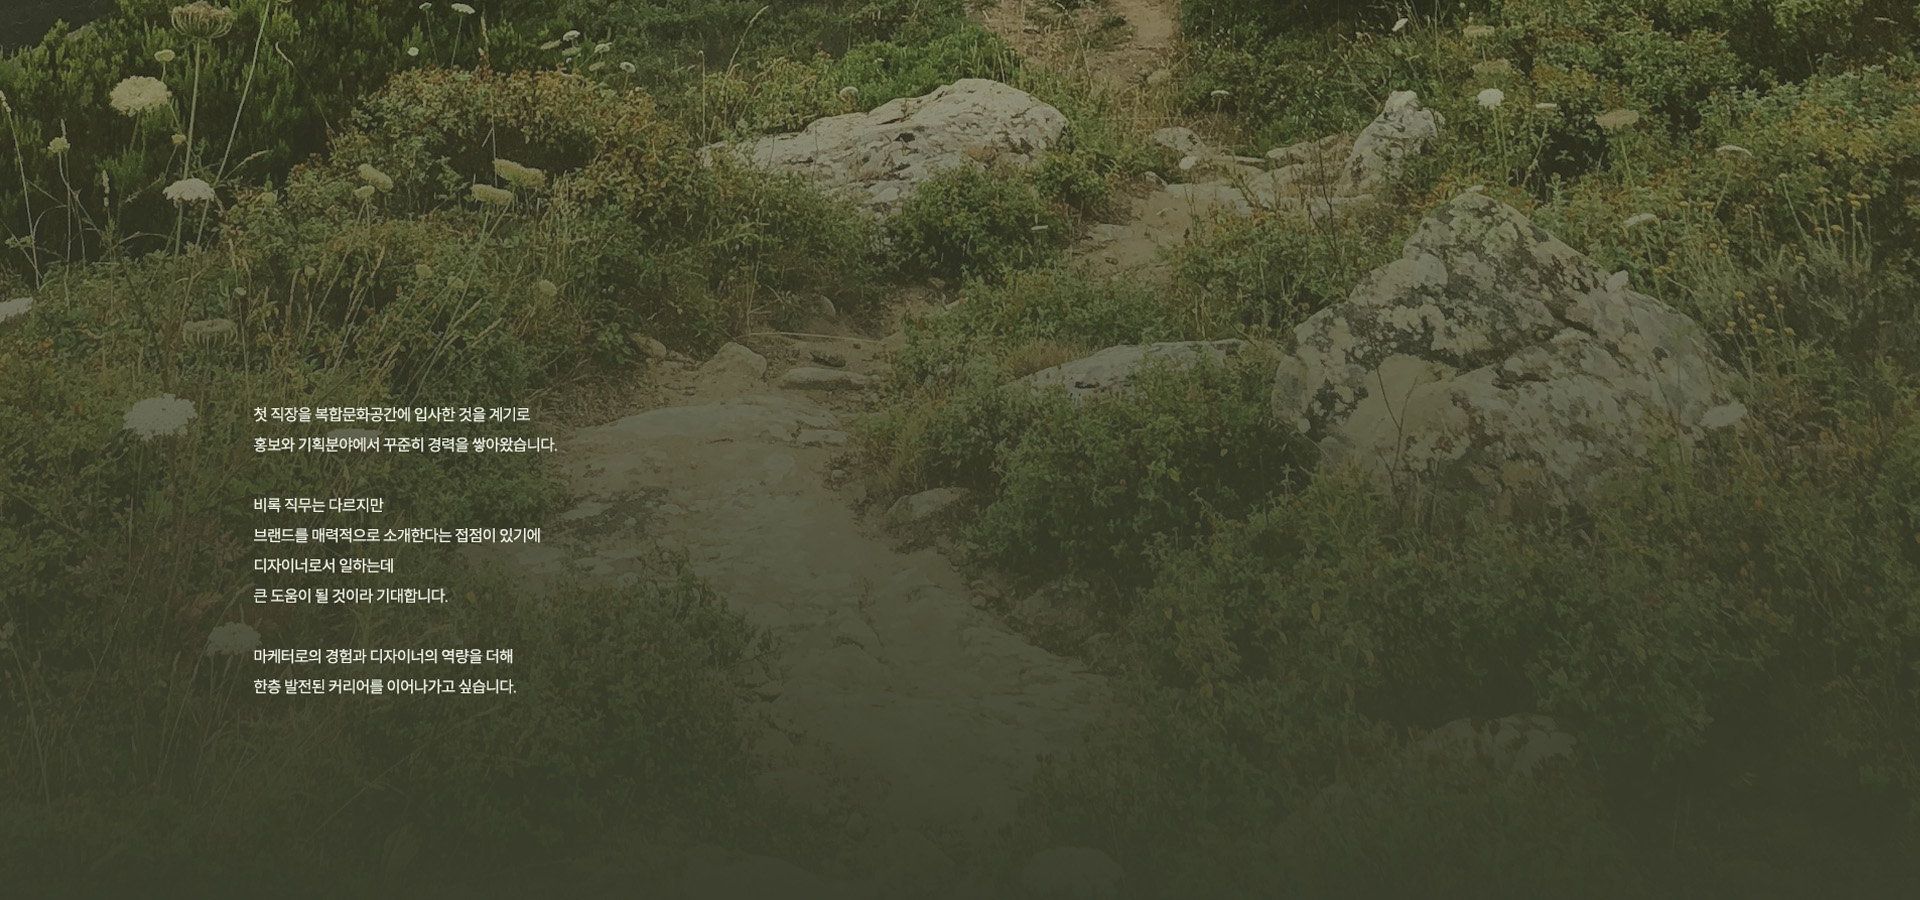 첫 직장을 복합문화공간에 입사한 것을 계기로
홍보와 기획분야에서 꾸준히 경력을 쌓아왔습니다.
비록 직무는 다르지만
브랜드를 매력적으로 소개한다는 접점이 있기에
디자이너로서 일하는데
큰 도움이 될 것이라 기대합니다.
마케터로의 경험과 디자이너의 역량을 더해
한층 발전된 커리어를 이어나가고 싶습니다.